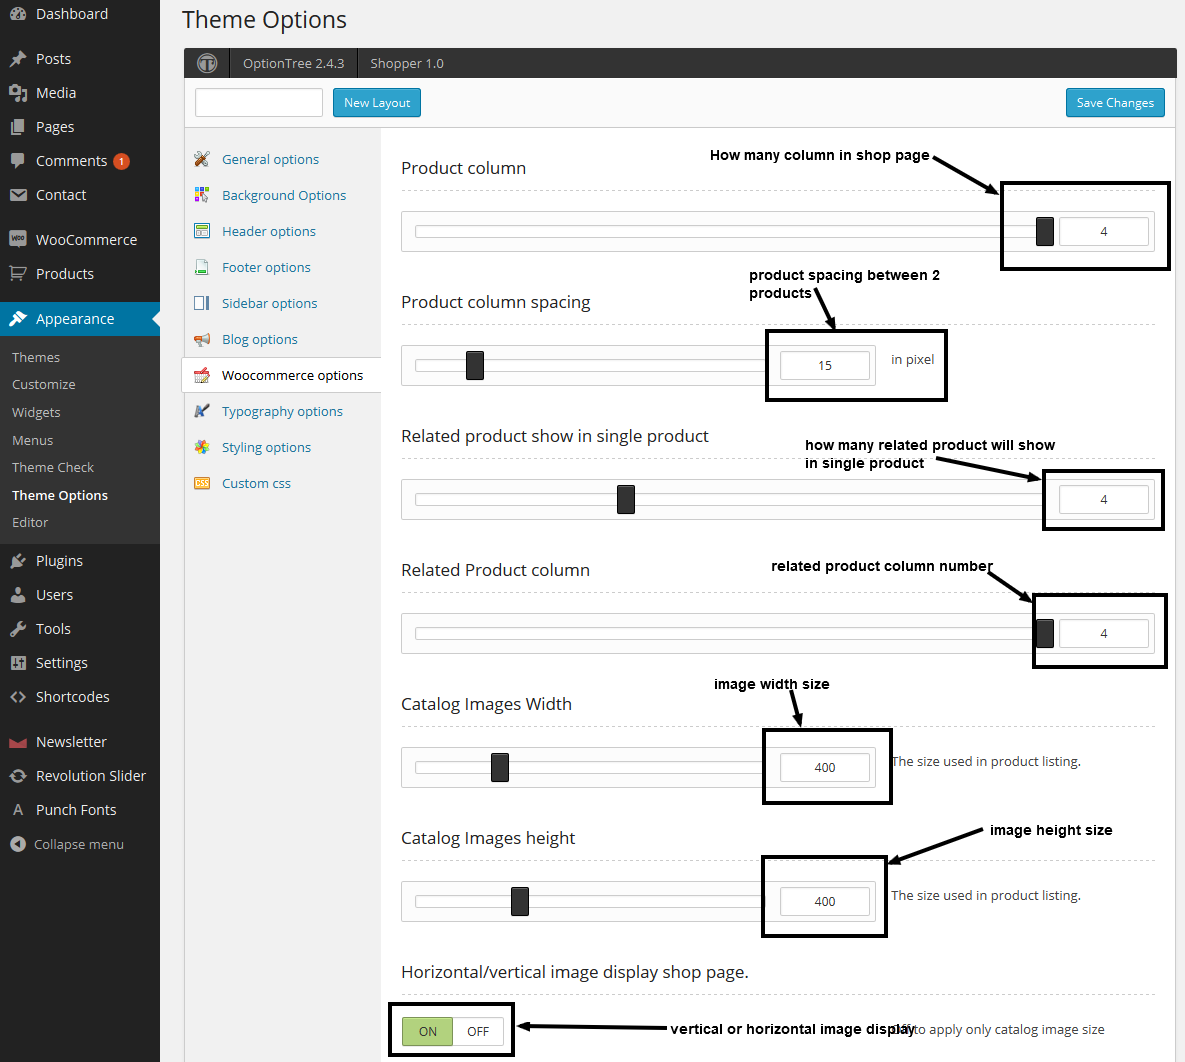 Dashboard
Posts
Media
Pages
Comments 1
Contact
WooCommerce
Products
Appearance
Themes
Customize
Widgets
Menus
Theme Check
Theme Options
Editor
Plugins
Users
Tools
Settings
Shortcodes
Newsletter
Revolution Slider
Punch Fonts
Collapse menu
Theme Options
OptionTree 2.4.3
Shopper 1.0
New Layout
Save Changes
General options
Background Options
Header options
Footer options
Sidebar options
Blog options
Woocommerce options
Typography options
Styling options
CSS Custom css
Product column
How many column in shop page
4
Product column spacing
product spacing between 2
products
15
in pixel
Related product show in single product
how many related product will show
in single product
4
Related Product column
related product column number
4
Catalog Images Width
image width size
400
The size used in product listing.
Catalog Images height
image height size
400
The size used in product listing.
Horizontal/vertical image display shop page.
ON OFF
vertical or horizontal image display
to apply only catalog image size